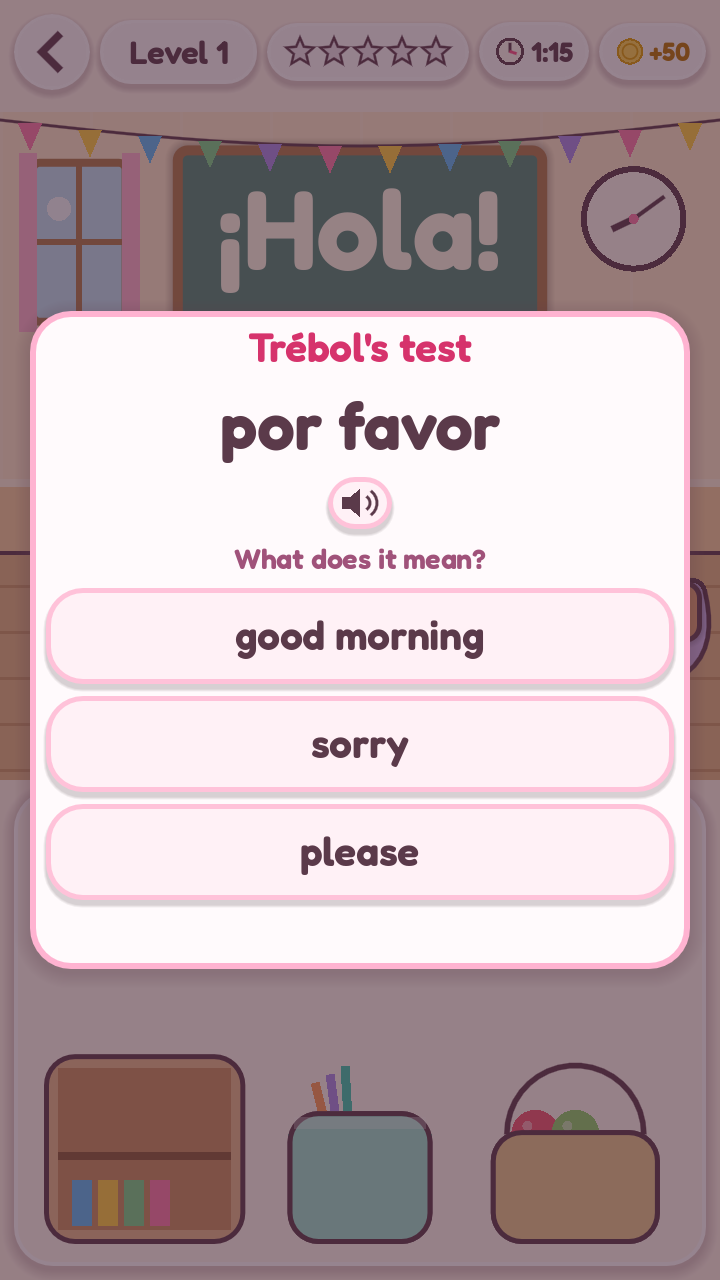 Level 1
1:15
+50
¡Hola!
Trébol's test
por favor
What does it mean?
good morning
sorry
please